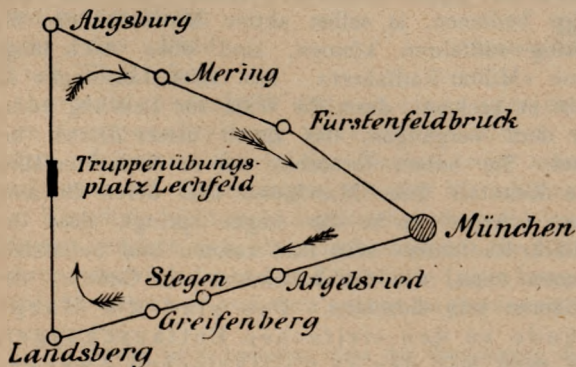 Augsburg
Mering
Fürstenfeldbruck
Truppenübungs-
platz Lechfeld
München
Stegen
Argelsried
Greifenberg
Landsberg